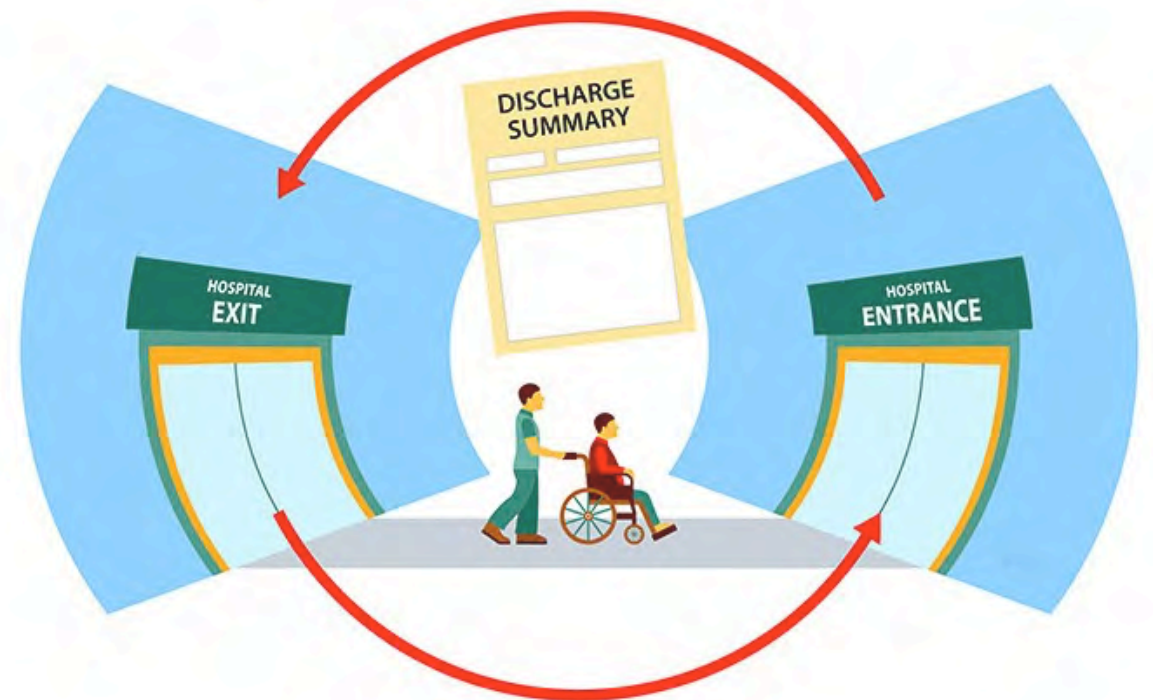 DISCHARGE
SUMMARY
HOSPITAL
EXIT
HOSPITAL
ENTRANCE